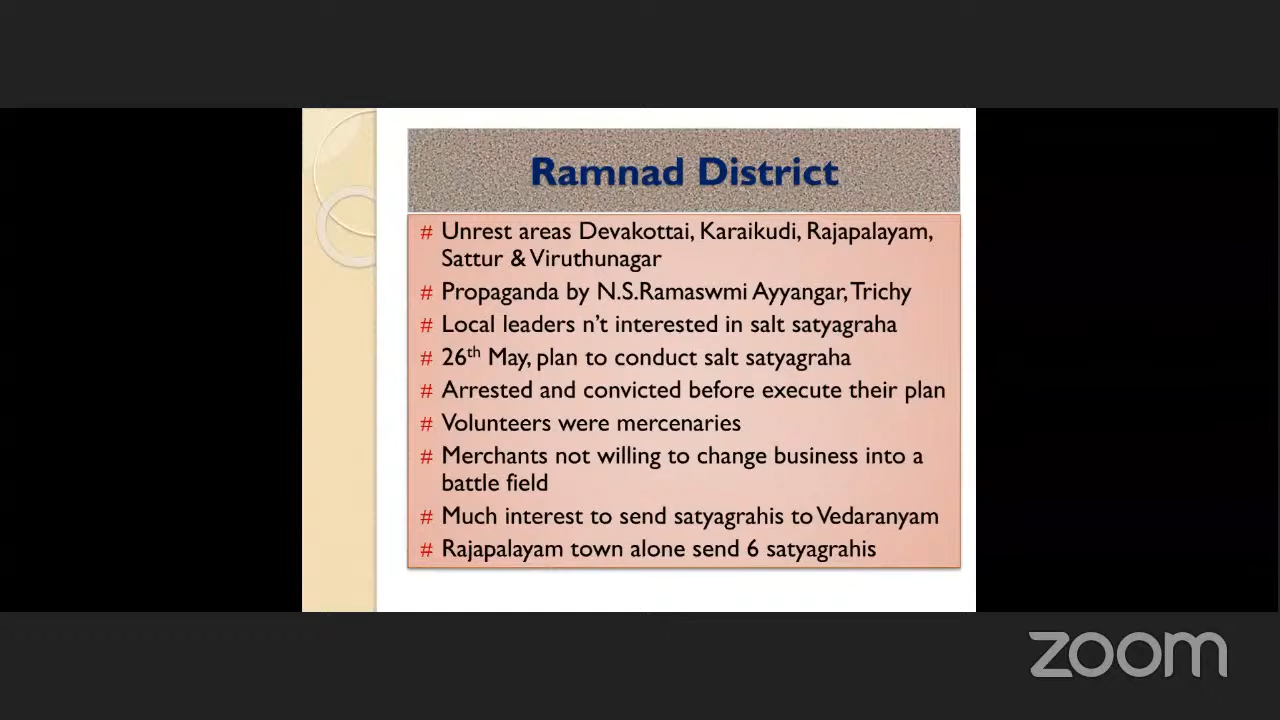 Ramnad District
# Unrest areas Devakottai, Karaikudi, Rajapalayam,
Sattur & Viruthunagar
# Propaganda by N.S.Ramaswmi Ayyangar, Trichy
# Local leaders n't interested in salt satyagraha
# 26th May, plan to conduct salt satyagraha
# Arrested and convicted before execute their plan
# Volunteers were mercenaries
# Merchants not willing to change business into a
battle field
# Much interest to send satyagrahis to Vedaranyam
# Rajapalayam town alone send 6 satyagrahis
zoom